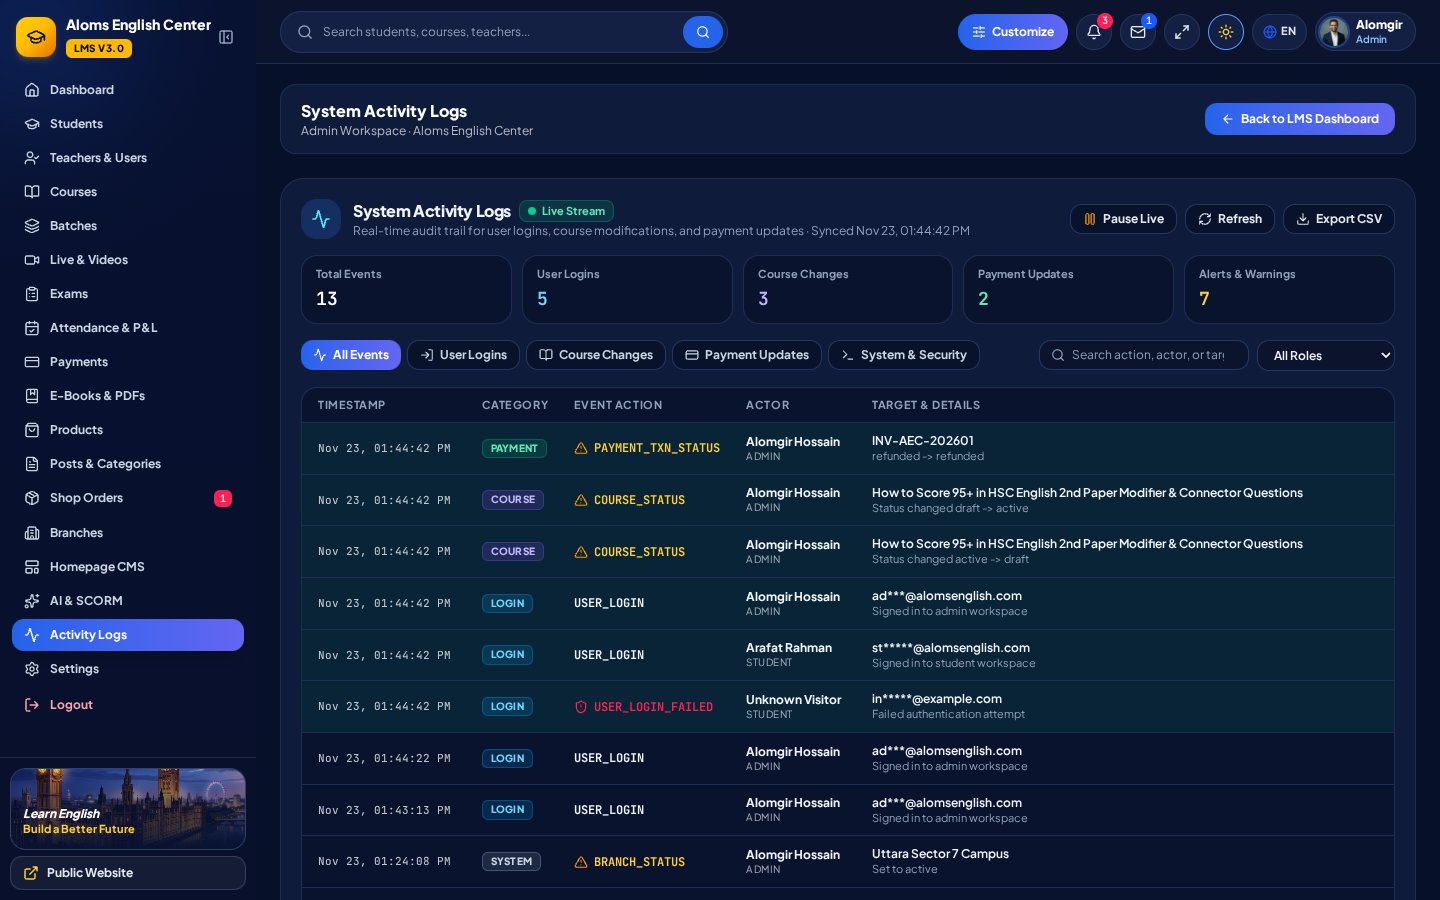 Aloms English Center
LMS V3.0
Dashboard
Students
Teachers & Users
Courses
Batches
Live & Videos
Exams
Attendance & P&L
Payments
E-Books & PDFs
Products
Posts & Categories
Shop Orders 1
Branches
Homepage CMS
AI & SCORM
Activity Logs
Settings
Logout
Learn English
Build a Better Future
Public Website
Search students, courses, teachers...
Customize
3
1
EN
Alomgir
Admin
System Activity Logs
Admin Workspace · Aloms English Center
Back to LMS Dashboard
System Activity Logs Live Stream
Real-time audit trail for user logins, course modifications, and payment updates · Synced Nov 23, 01:44:42 PM
Pause Live Refresh Export CSV
Total Events
13
User Logins
5
Course Changes
3
Payment Updates
2
Alerts & Warnings
7
All Events User Logins Course Changes Payment Updates System & Security
Search action, actor, or targ
All Roles
TIMESTAMP CATEGORY EVENT ACTION ACTOR TARGET & DETAILS
Nov 23, 01:44:42 PM PAYMENT PAYMENT_TXN_STATUS Alomgir Hossain INV-AEC-202601
ADMIN refunded -> refunded
Nov 23, 01:44:42 PM COURSE COURSE_STATUS Alomgir Hossain How to Score 95+ in HSC English 2nd Paper Modifier & Connector Questions
ADMIN Status changed draft -> active
Nov 23, 01:44:42 PM COURSE COURSE_STATUS Alomgir Hossain How to Score 95+ in HSC English 2nd Paper Modifier & Connector Questions
ADMIN Status changed active -> draft
Nov 23, 01:44:42 PM LOGIN USER_LOGIN Alomgir Hossain ad***@alomsenglish.com
ADMIN Signed in to admin workspace
Nov 23, 01:44:42 PM LOGIN USER_LOGIN Arafat Rahman st*****@alomsenglish.com
STUDENT Signed in to student workspace
Nov 23, 01:44:42 PM LOGIN USER_LOGIN_FAILED Unknown Visitor in*****@example.com
STUDENT Failed authentication attempt
Nov 23, 01:44:22 PM LOGIN USER_LOGIN Alomgir Hossain ad***@alomsenglish.com
ADMIN Signed in to admin workspace
Nov 23, 01:43:13 PM LOGIN USER_LOGIN Alomgir Hossain ad***@alomsenglish.com
ADMIN Signed in to admin workspace
Nov 23, 01:24:08 PM SYSTEM BRANCH_STATUS Alomgir Hossain Uttara Sector 7 Campus
ADMIN Set to active